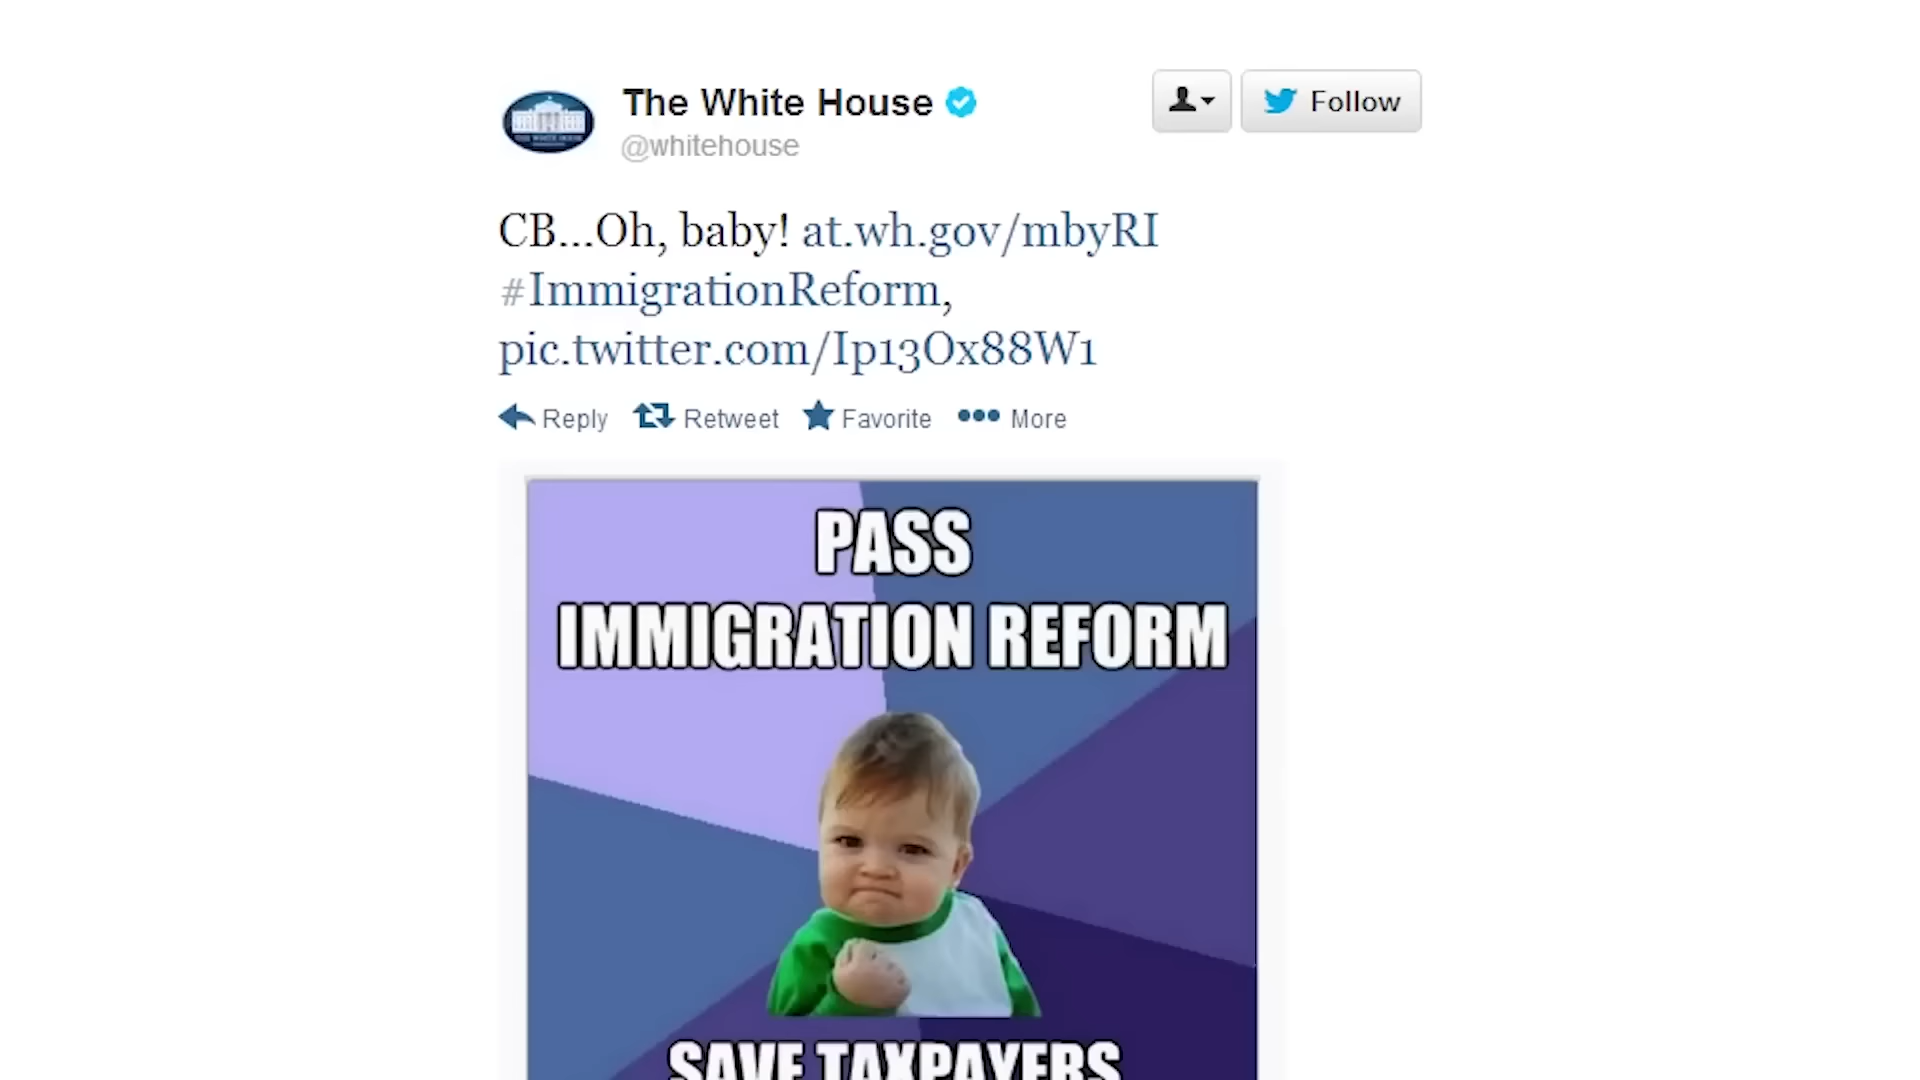 The White House
@whitehouse
Follow
CB...Oh, baby! at.wh.gov/mbyRI
#ImmigrationReform,
pic.twitter.com/Ip13Ox88W1
Reply Retweet Favorite ••• More
PASS
IMMIGRATION REFORM
SAVE TAXPAYERS